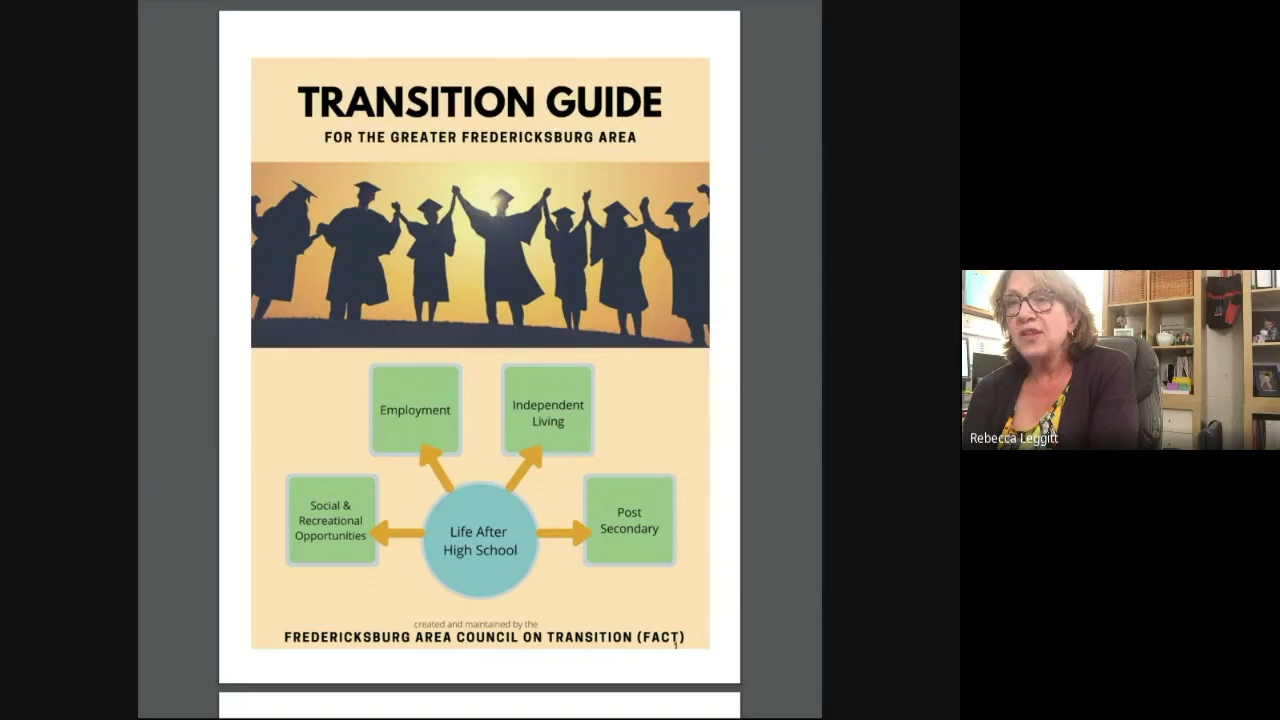 TRANSITION GUIDE
FOR THE GREATER FREDERICKSBURG AREA
Employment
Independent
Living
Social &
Recreational
Opportunities
Life After
High School
Post
Secondary
created and maintained by the
FREDERICKSBURG AREA COUNCIL ON TRANSITION (FACT)
1
Rebecca Leggitt